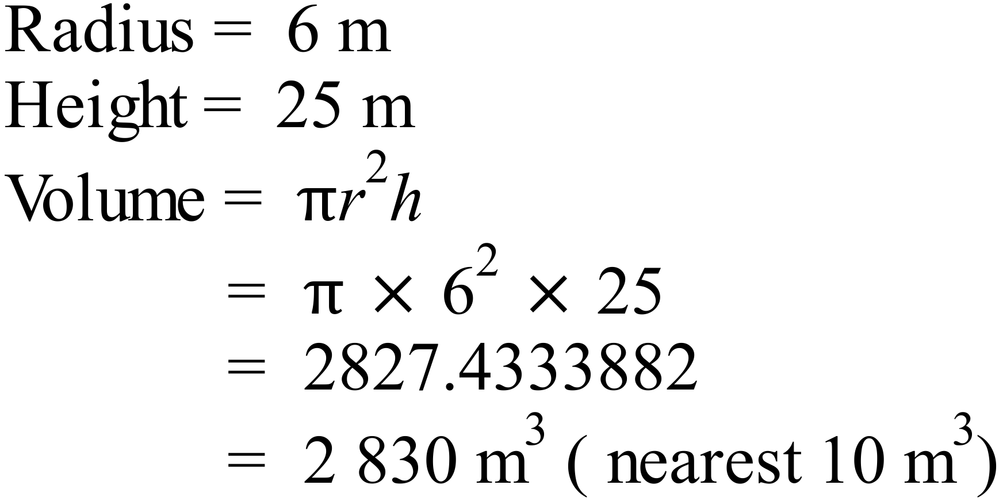 Radius = 6 m
Height = 25 m
Volume = πr²h
= π × 6² × 25
= 2827.4333882
= 2 830 m³ ( nearest 10 m³)